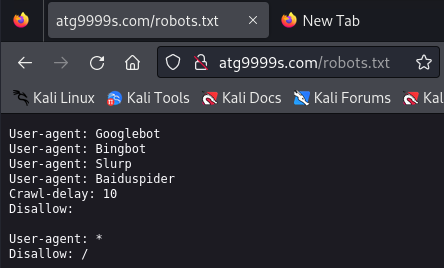 atg9999s.com/robots.txt
New Tab
atg9999s.com/robots.txt
Kali Linux
Kali Tools
Kali Docs
Kali Forums
Ka
User-agent: Googlebot
User-agent: Bingbot
User-agent: Slurp
User-agent: Baiduspider
Crawl-delay: 10
Disallow:
User-agent: *
Disallow: /